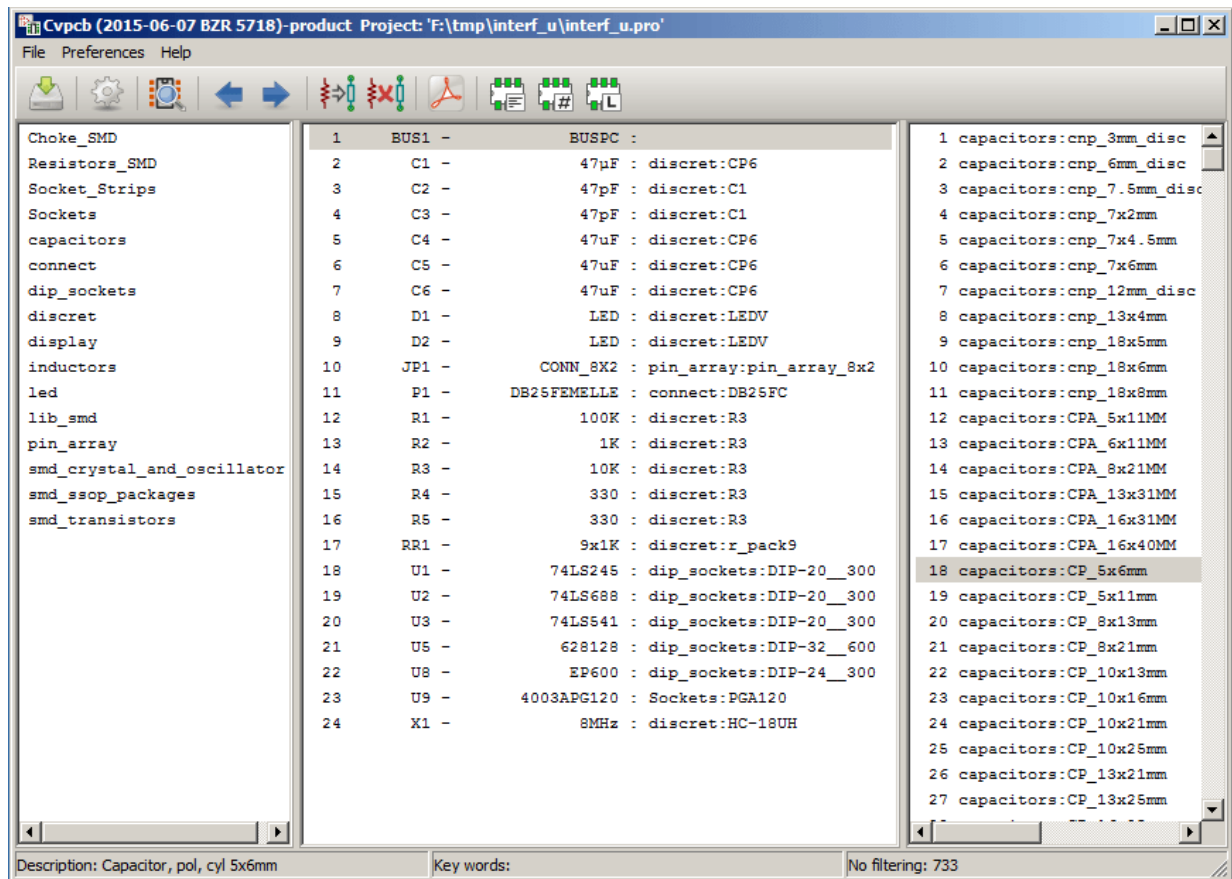 Cvpcb (2015-06-07 BZR 5718)-product Project: 'F:\tmp\interf_u\interf_u.pro'
File Preferences Help
Choke_SMD
Resistors_SMD
Socket_Strips
Sockets
capacitors
connect
dip_sockets
discret
display
inductors
led
lib_smd
pin_array
smd_crystal_and_oscillator
smd_ssop_packages
smd_transistors
1 BUS1 - BUSPC :
2 C1 - 47µF : discret:CP6
3 C2 - 47pF : discret:C1
4 C3 - 47pF : discret:C1
5 C4 - 47uF : discret:CP6
6 C5 - 47uF : discret:CP6
7 C6 - 47uF : discret:CP6
8 D1 - LED : discret:LEDV
9 D2 - LED : discret:LEDV
10 JP1 - CONN_8X2 : pin_array:pin_array_8x2
11 P1 - DB25FEMELLE : connect:DB25FC
12 R1 - 100K : discret:R3
13 R2 - 1K : discret:R3
14 R3 - 10K : discret:R3
15 R4 - 330 : discret:R3
16 R5 - 330 : discret:R3
17 RR1 - 9x1K : discret:r_pack9
18 U1 - 74LS245 : dip_sockets:DIP-20__300
19 U2 - 74LS688 : dip_sockets:DIP-20__300
20 U3 - 74LS541 : dip_sockets:DIP-20__300
21 U5 - 628128 : dip_sockets:DIP-32__600
22 U8 - EP600 : dip_sockets:DIP-24__300
23 U9 - 4003APG120 : Sockets:PGA120
24 X1 - 8MHz : discret:HC-18UH
1 capacitors:cnp_3mm_disc
2 capacitors:cnp_6mm_disc
3 capacitors:cnp_7.5mm_disc
4 capacitors:cnp_7x2mm
5 capacitors:cnp_7x4.5mm
6 capacitors:cnp_7x6mm
7 capacitors:cnp_12mm_disc
8 capacitors:cnp_13x4mm
9 capacitors:cnp_18x5mm
10 capacitors:cnp_18x6mm
11 capacitors:cnp_18x8mm
12 capacitors:CPA_5x11MM
13 capacitors:CPA_6x11MM
14 capacitors:CPA_8x21MM
15 capacitors:CPA_13x31MM
16 capacitors:CPA_16x31MM
17 capacitors:CPA_16x40MM
18 capacitors:CP_5x6mm
19 capacitors:CP_5x11mm
20 capacitors:CP_8x13mm
21 capacitors:CP_8x21mm
22 capacitors:CP_10x13mm
23 capacitors:CP_10x16mm
24 capacitors:CP_10x21mm
25 capacitors:CP_10x25mm
26 capacitors:CP_13x21mm
27 capacitors:CP_13x25mm
Description: Capacitor, pol, cyl 5x6mm
Key words:
No filtering: 733